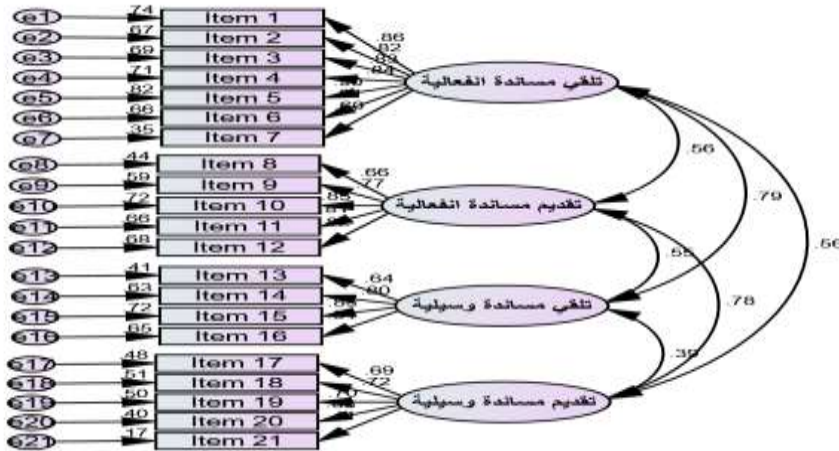 e1 .74 Item 1 .86
e2 .67 Item 2 .82
e3 .69 Item 3 .83
e4 .71 Item 4 .84
e5 .82 Item 5
e6 .66 Item 6
e7 .35 Item 7
تلقي مساندة انفعالية
.56
.79
.56
e8 .44 Item 8 .66
e9 .59 Item 9 .77
e10 .72 Item 10
e11 .66 Item 11
e12 .68 Item 12
تقديم مساندة انفعالية
.55
.78
e13 .41 Item 13 .64
e14 .63 Item 14 .80
e15 .72 Item 15
e16 .65 Item 16
تلقي مساندة وسيلية
.39
e17 .48 Item 17 .69
e18 .51 Item 18 .72
e19 .50 Item 19 .70
e20 .40 Item 20
e21 .17 Item 21
تقديم مساندة وسيلية